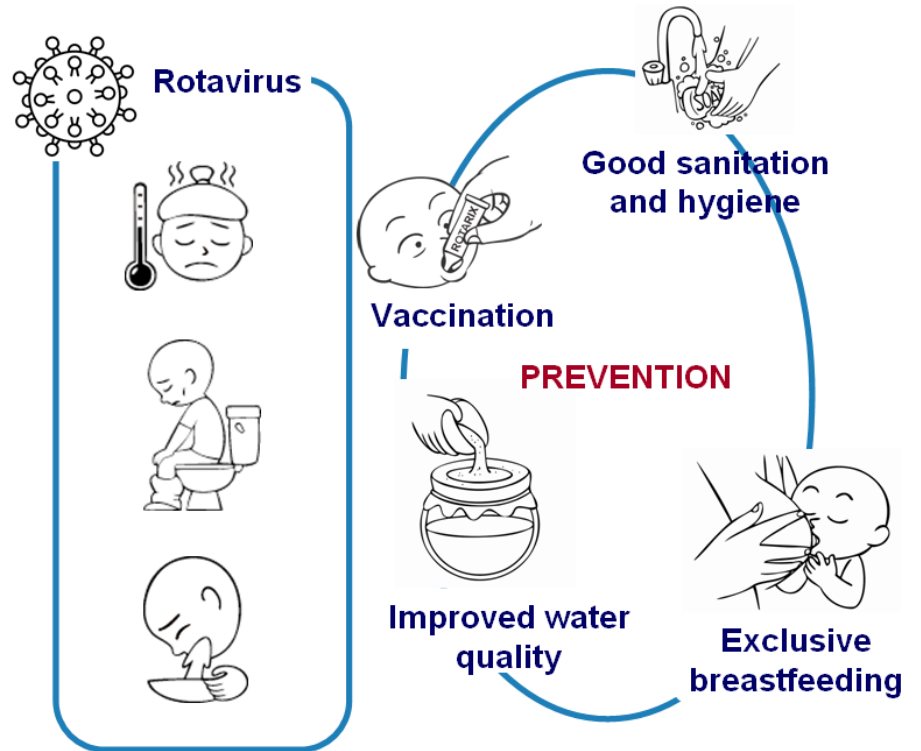 Rotavirus
SOAP
Good sanitation
and hygiene
ROTARIX
Vaccination
PREVENTION
Improved water
quality
Exclusive
breastfeeding